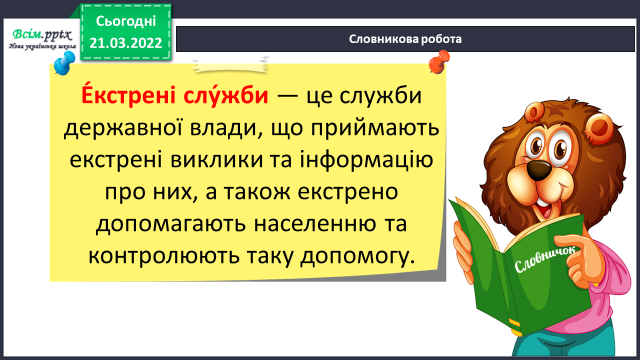 Всім.pptx
Нова українська школа
Сьогодні
21.03.2022
Словникова робота
Е́кстрені слу́жби — це служби
державної влади, що приймають
екстрені виклики та інформацію
про них, а також екстрено
допомагають населенню та
контролюють таку допомогу.
Словничок